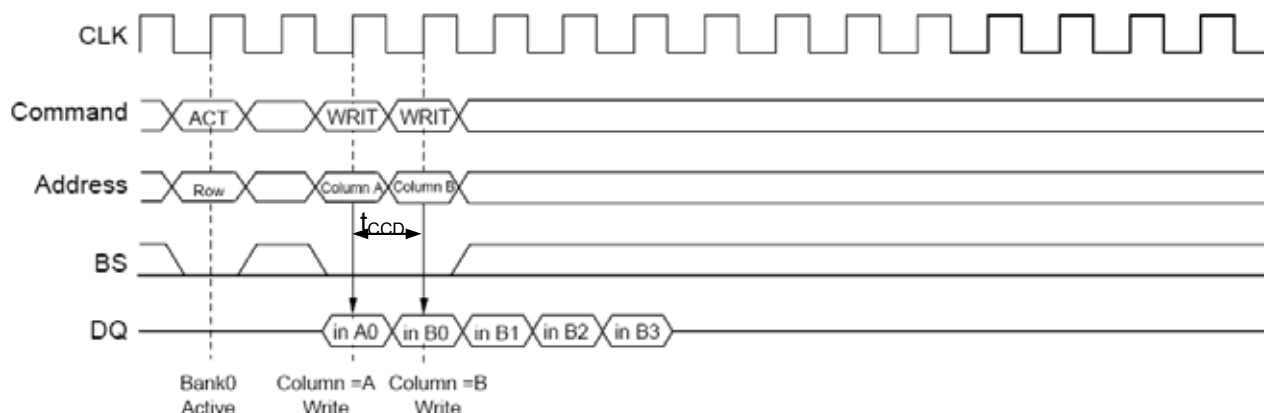 CLK
Command ACT WRIT WRIT
Address Row Column A Column B
tCCD
BS
DQ in A0 in B0 in B1 in B2 in B3
Bank0 Column =A Column =B
Active Write Write